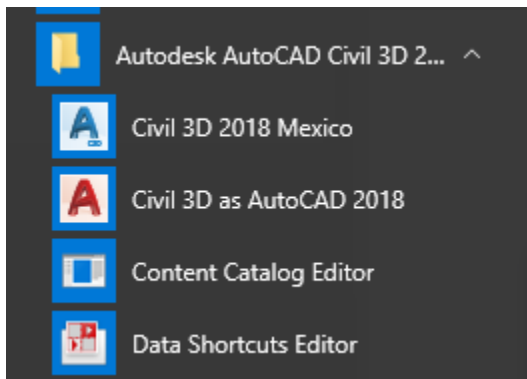 Autodesk AutoCAD Civil 3D 2...
Civil 3D 2018 Mexico
Civil 3D as AutoCAD 2018
Content Catalog Editor
Data Shortcuts Editor